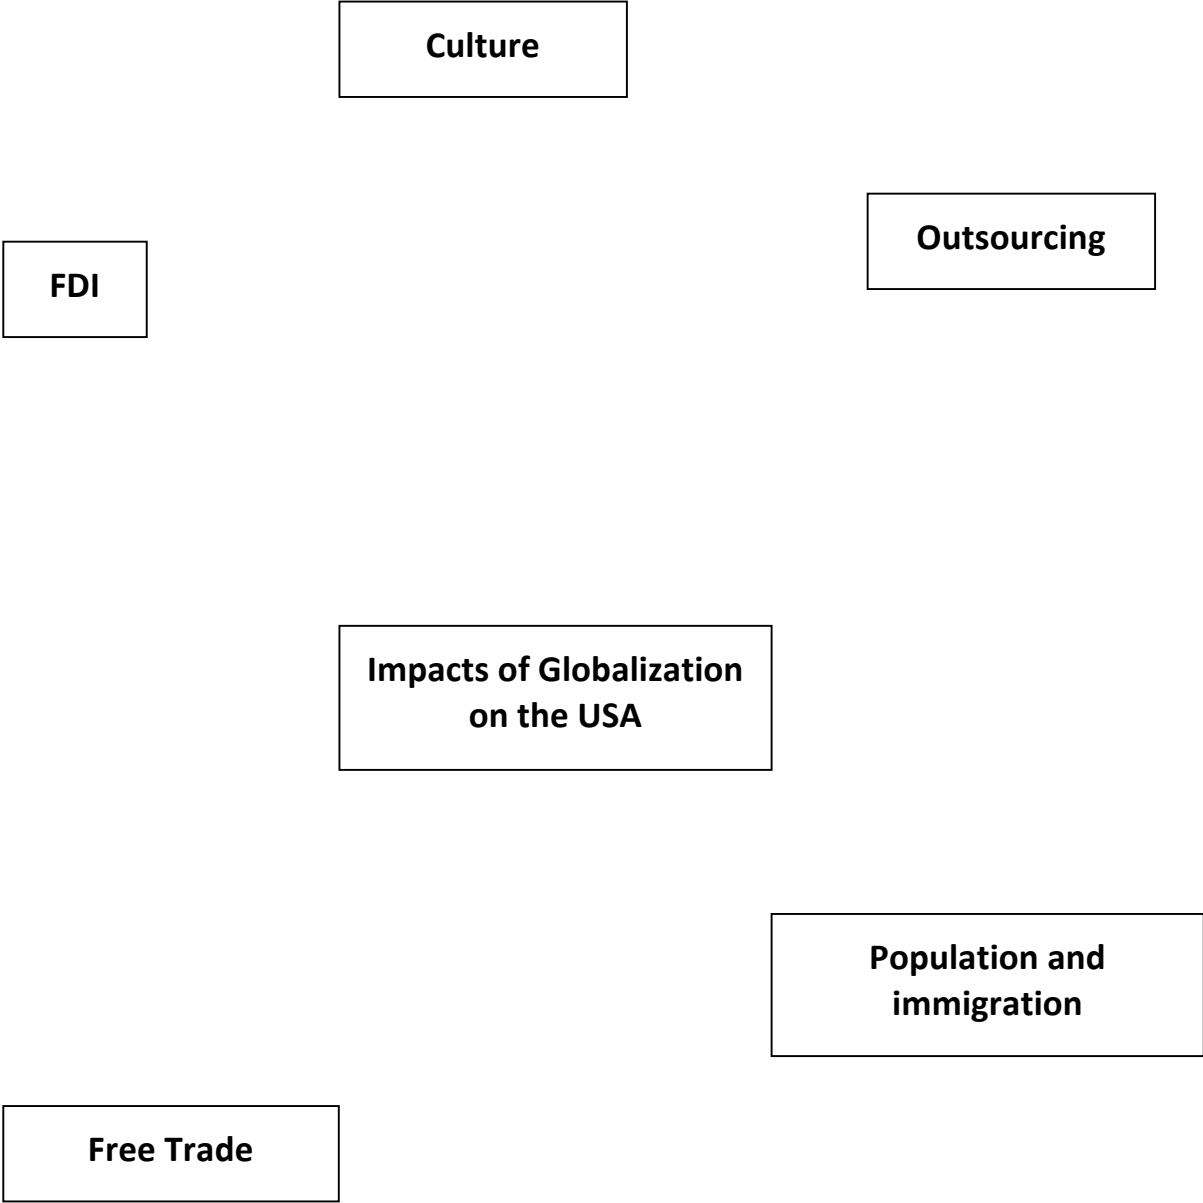 Culture
Outsourcing
FDI
Impacts of Globalization
on the USA
Population and
immigration
Free Trade